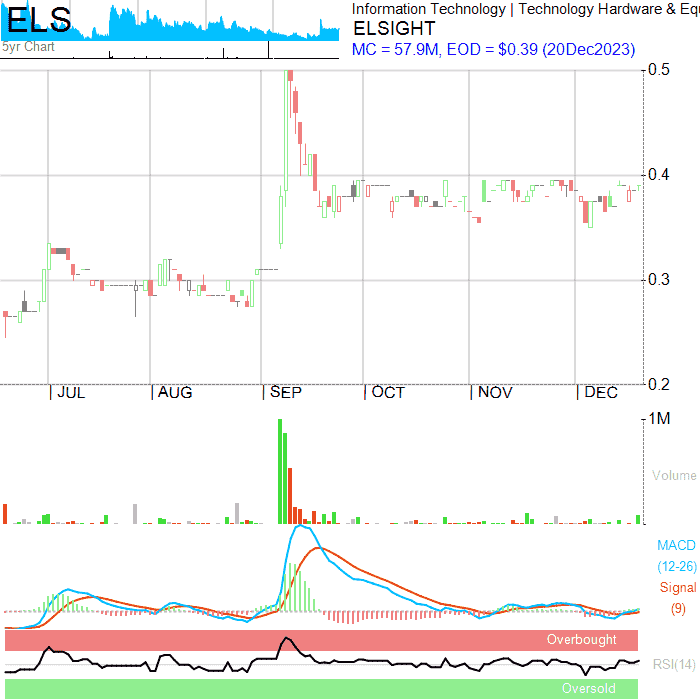 ELS
5yr Chart
Information Technology | Technology Hardware & Equ
ELSIGHT
MC = 57.9M, EOD = $0.39 (20Dec2023)
0.5
0.4
0.3
0.2
JUL AUG SEP OCT NOV DEC
1M
Volume
MACD
(12-26)
Signal
(9)
Overbought
RSI(14)
Oversold